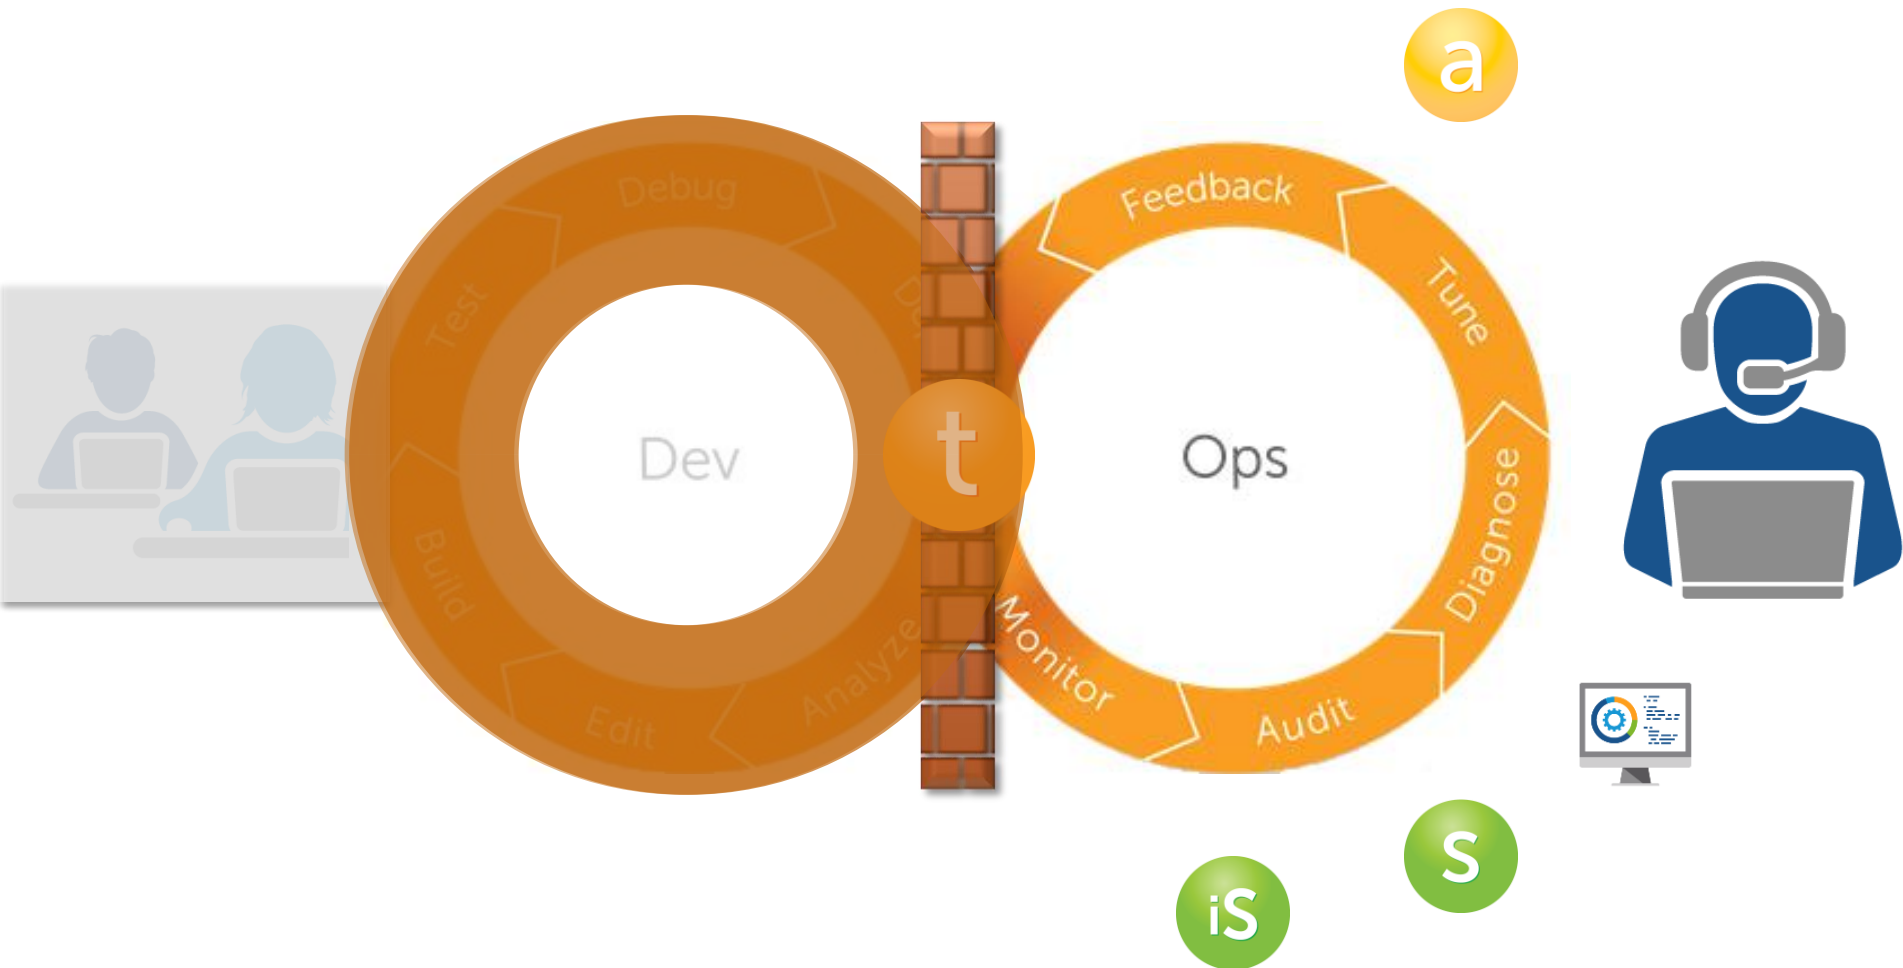 a
Debug
Feedback
Test
Tune
Dev
t
Ops
Build
Diagnose
Monitor
Analyze
Edit
Audit
S
iS